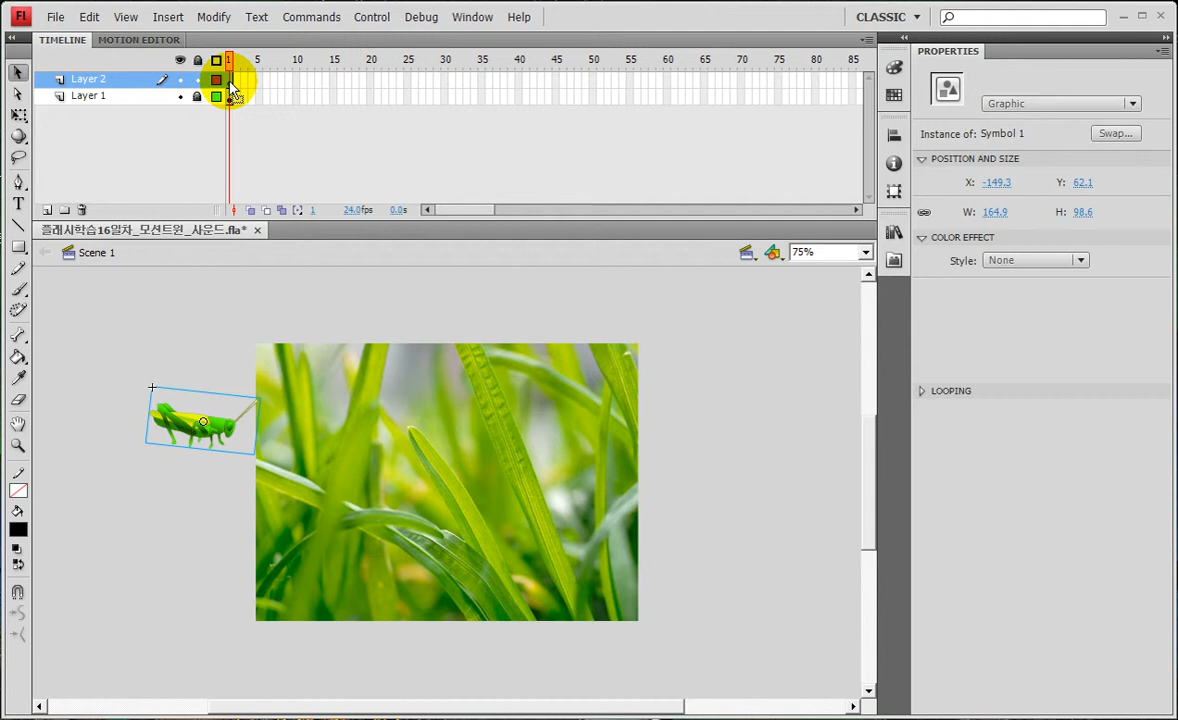 Fl File Edit View Insert Modify Text Commands Control Debug Window Help CLASSIC
TIMELINE MOTION EDITOR
1 5 10 15 20 25 30 35 40 45 50 55 60 65 70 75 80 85
Layer 2
Layer 1
1 24.0fps 0.0s
플래시학습16일차_모션트윈_사운드.fla*
Scene 1 75%
PROPERTIES
Graphic
Instance of: Symbol 1 Swap...
POSITION AND SIZE
X: -149.3 Y: 62.1
W: 164.9 H: 98.6
COLOR EFFECT
Style: None
LOOPING